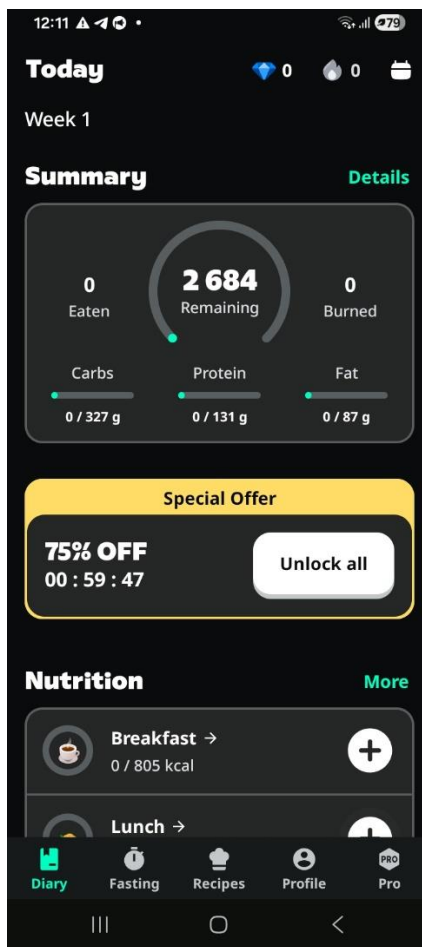 12:11
79
Today
0
0
Week 1
Summary
Details
0
Eaten
2 684
Remaining
0
Burned
Carbs
Protein
Fat
0 / 327 g
0 / 131 g
0 / 87 g
Special Offer
75% OFF
00 : 59 : 47
Unlock all
Nutrition
More
Breakfast →
0 / 805 kcal
Lunch →
Diary
Fasting
Recipes
Profile
PRO
Pro